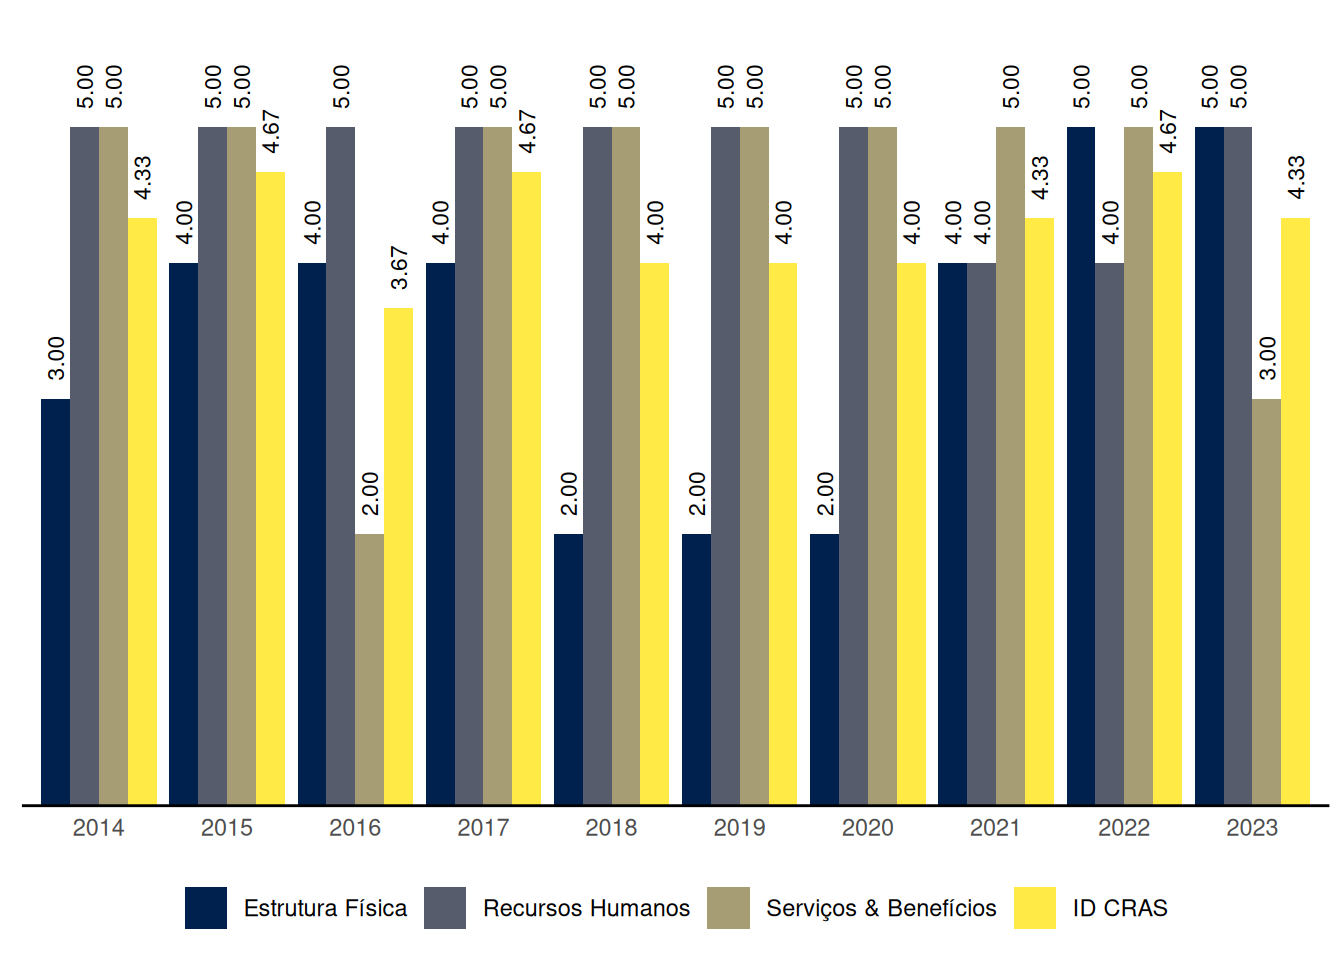 5.00 5.00 5.00 5.00 5.00 5.00 5.00 5.00 5.00 5.00 5.00 5.00 5.00 5.00 5.00 5.00 5.00 5.00
4.67 4.67 4.67
4.33 4.33 4.33
4.00 4.00 4.00 4.00 4.00 4.00 4.00 4.00 4.00
3.67
3.00 3.00
2.00 2.00 2.00 2.00
2014 2015 2016 2017 2018 2019 2020 2021 2022 2023
Estrutura Física Recursos Humanos Serviços & Benefícios ID CRAS